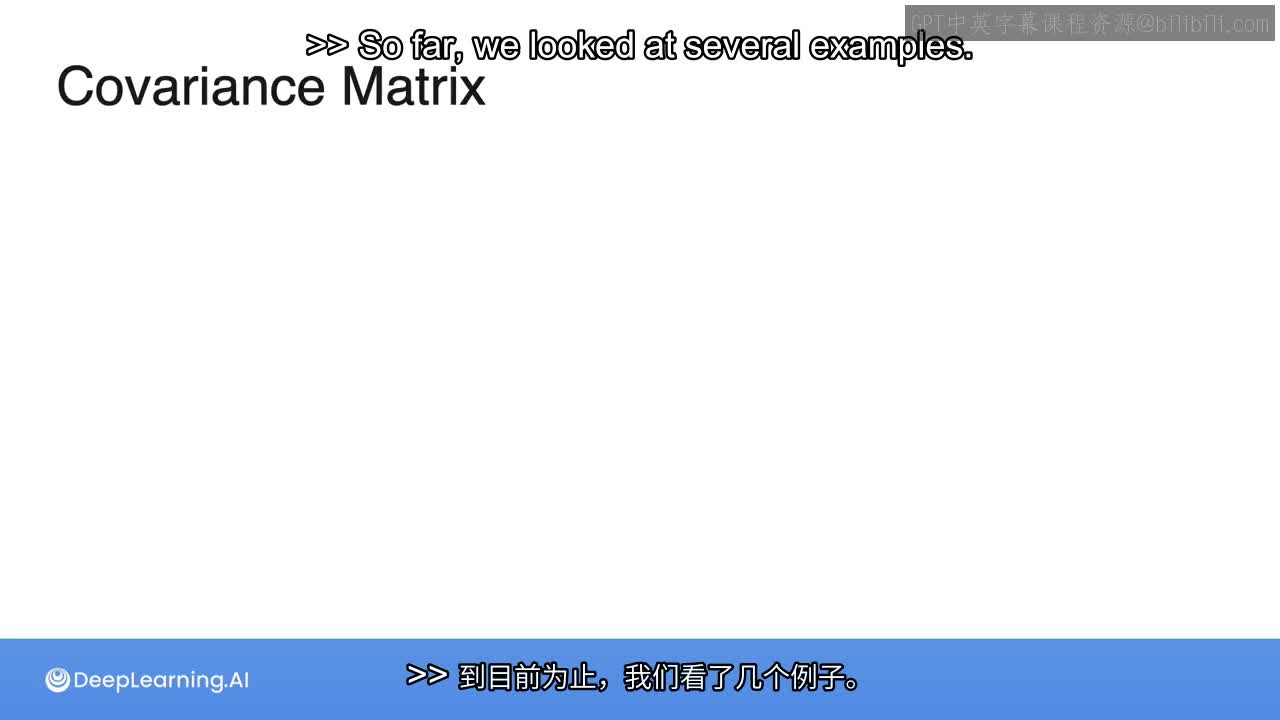 GPT中英字幕课程资源@bilibili.com
>> So far, we looked at several examples.
Covariance Matrix
DeepLearning.AI
>> 到目前为止，我们看了几个例子。